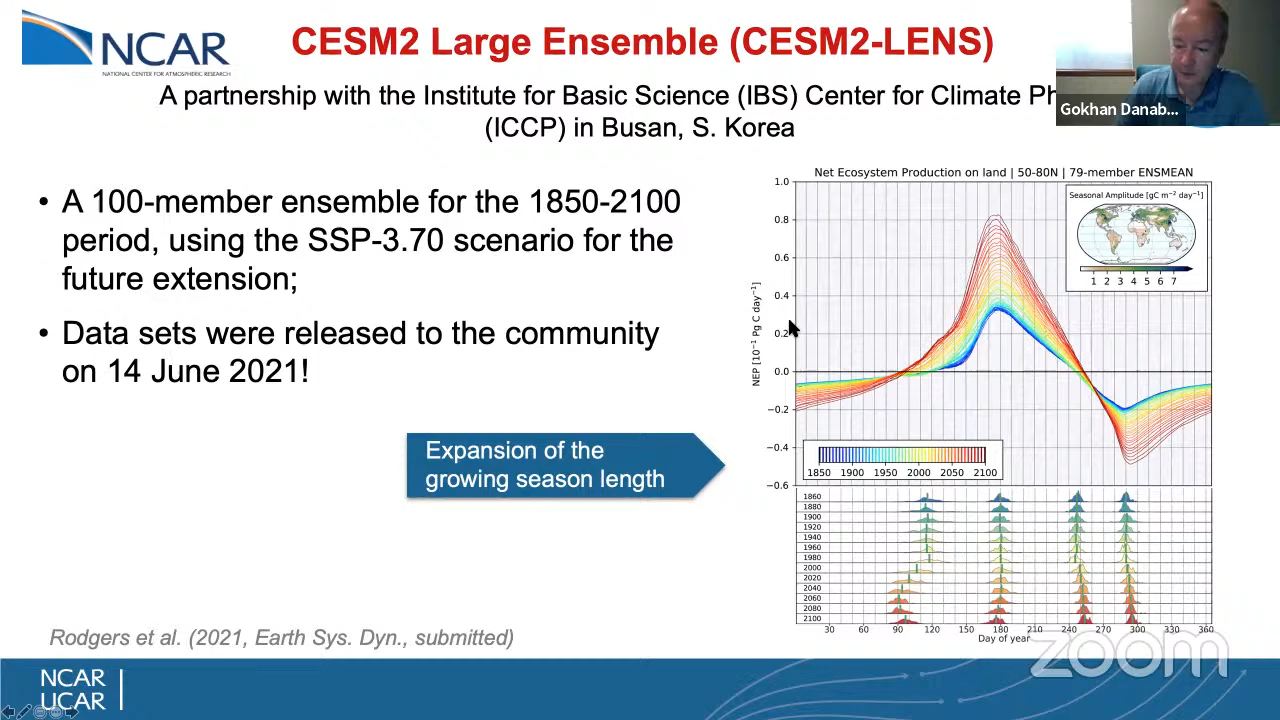 NCAR
NATIONAL CENTER FOR ATMOSPHERIC RESEARCH
CESM2 Large Ensemble (CESM2-LENS)
A partnership with the Institute for Basic Science (IBS) Center for Climate Ph
(ICCP) in Busan, S. Korea
Gokhan Danab...
• A 100-member ensemble for the 1850-2100
period, using the SSP-3.70 scenario for the
future extension;
• Data sets were released to the community
on 14 June 2021!
Expansion of the
growing season length
Net Ecosystem Production on land | 50-80N | 79-member ENSMEAN
Seasonal Amplitude [gC m⁻² day⁻¹]
1 2 3 4 5 6 7
NEP [10⁻¹ Pg C day⁻¹]
1.0
0.8
0.6
0.4
0.2
0.0
−0.2
−0.4
−0.6
1850 1900 1950 2000 2050 2100
1860
1880
1900
1920
1940
1960
1980
2000
2020
2040
2060
2080
2100
30 60 90 120 150 180 210 240 270 300 330 360
Day of year
Rodgers et al. (2021, Earth Sys. Dyn., submitted)
zoom
NCAR
UCAR